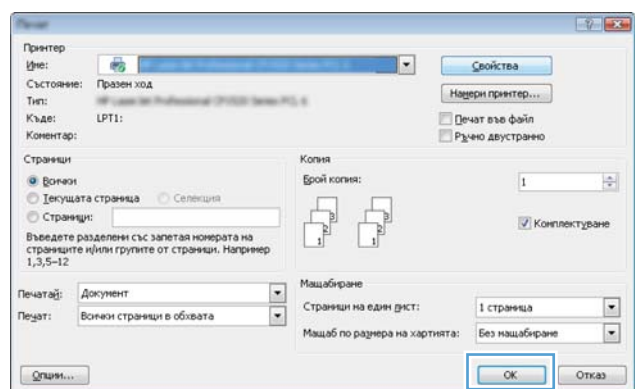 Печат
Принтер
Име:
Свойства
Състояние: Празен ход
Тип:
Намери принтер...
Къде: LPT1:
Печат във файл
Коментар:
Ръчно двустранно
Страници
Всички
Текущата страница Селекция
Страници:
Въведете разделени със запетая номерата на
страниците и/или групите от страници. Например
1,3,5–12
Копия
Брой копия: 1
Комплектуване
Печатай: Документ
Печат: Всички страници в обхвата
Мащабиране
Страници на един лист: 1 страница
Мащаб по размера на хартията: Без мащабиране
Опции...
OK
Отказ